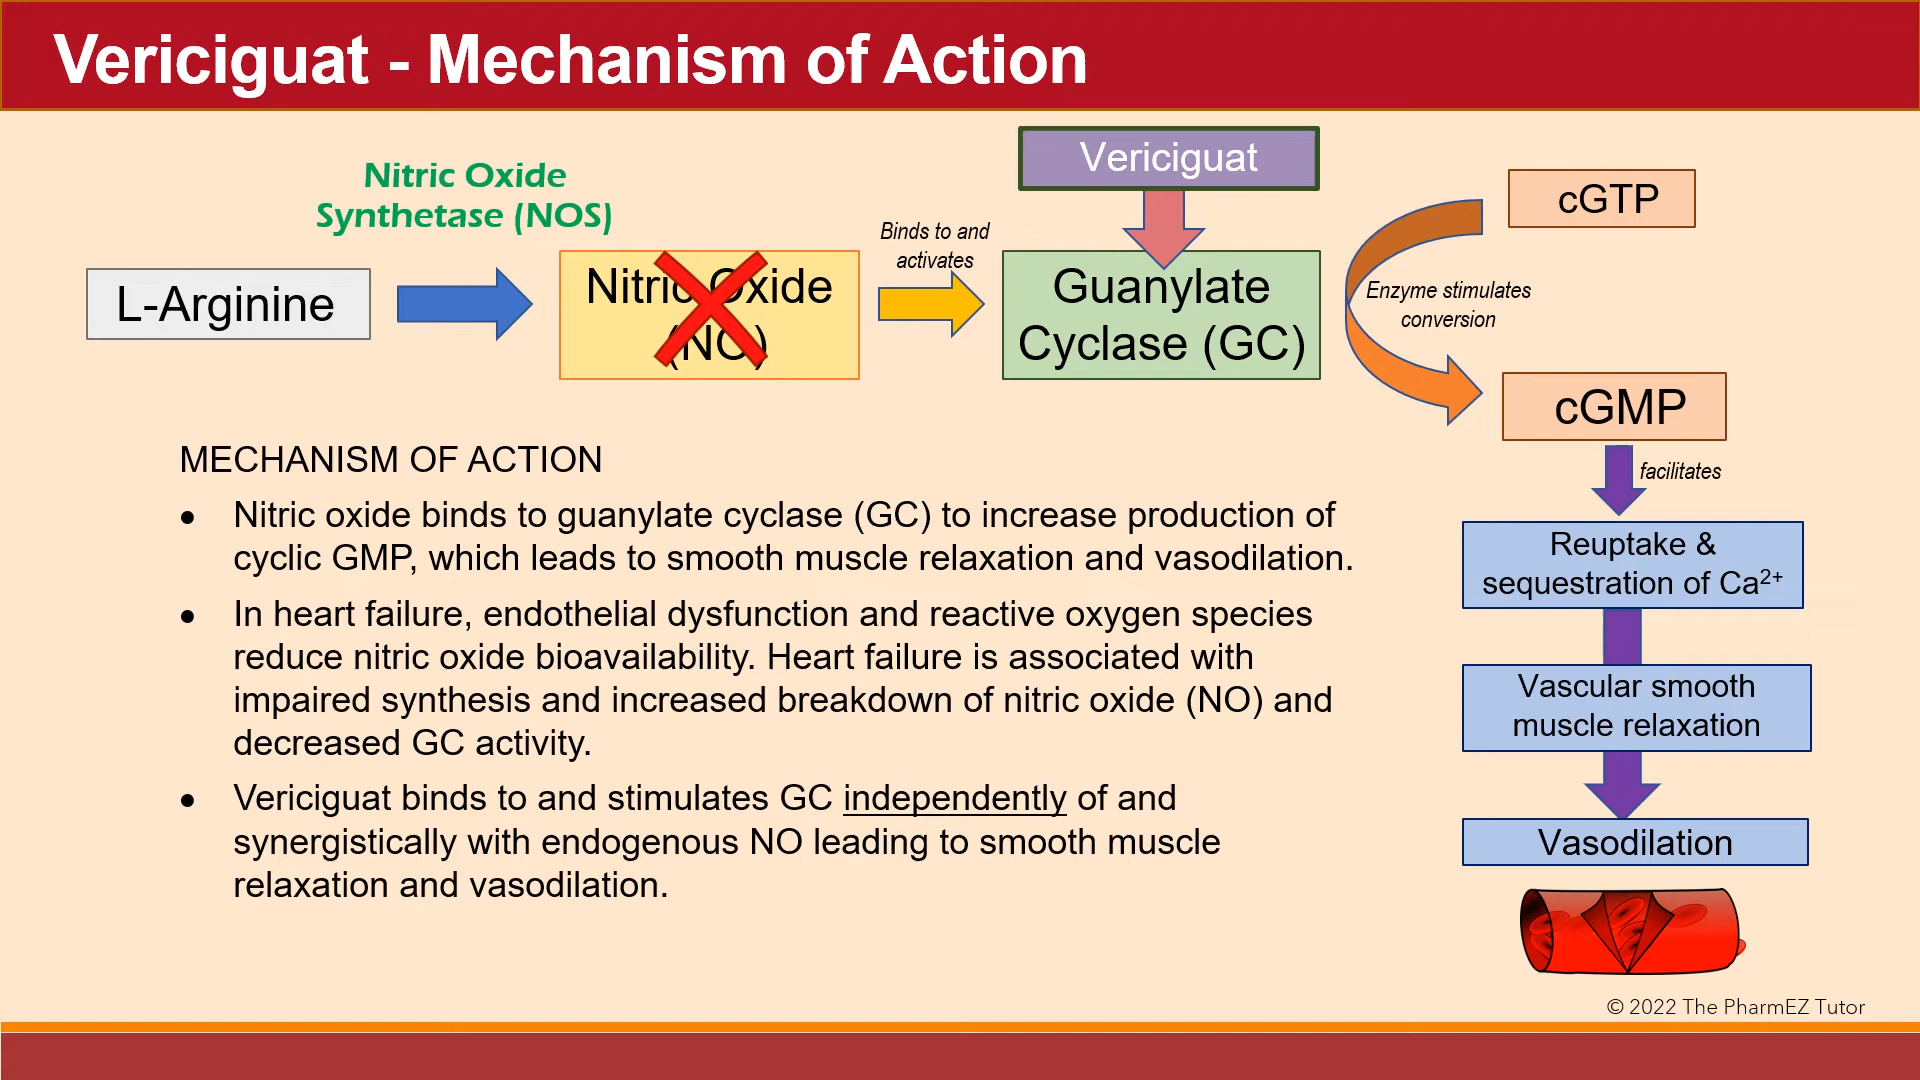 Vericiguat - Mechanism of Action
Nitric Oxide
Synthetase (NOS)
L-Arginine
Nitric Oxide
(NO)
Binds to and
activates
Vericiguat
Guanylate
Cyclase (GC)
cGTP
Enzyme stimulates
conversion
cGMP
facilitates
Reuptake &
sequestration of Ca²⁺
Vascular smooth
muscle relaxation
Vasodilation
MECHANISM OF ACTION
• Nitric oxide binds to guanylate cyclase (GC) to increase production of
cyclic GMP, which leads to smooth muscle relaxation and vasodilation.
• In heart failure, endothelial dysfunction and reactive oxygen species
reduce nitric oxide bioavailability. Heart failure is associated with
impaired synthesis and increased breakdown of nitric oxide (NO) and
decreased GC activity.
• Vericiguat binds to and stimulates GC independently of and
synergistically with endogenous NO leading to smooth muscle
relaxation and vasodilation.
© 2022 The PharmEZ Tutor